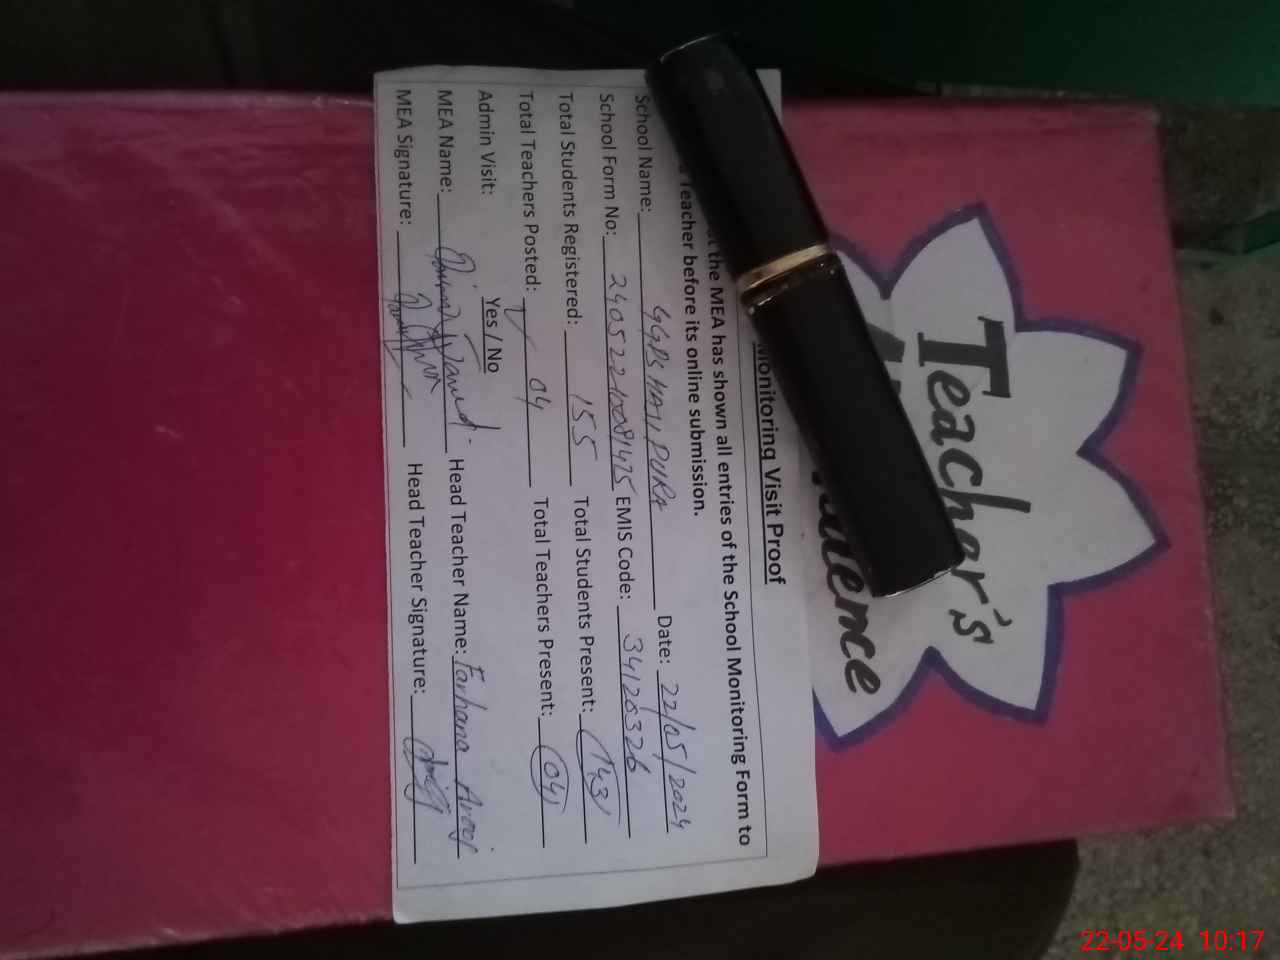 Teacher's
Monitoring Visit Proof
the MEA has shown all entries of the School Monitoring Form to
Teacher before its online submission.
School Name: GGPS HAJI PURA Date: 22/05/2024
School Form No: EMIS Code: 34120326
Total Students Registered: 155 Total Students Present: 143
Total Teachers Posted: 04 Total Teachers Present: 04
Admin Visit: Yes / No
MEA Name: Head Teacher Name: Farhana Arooj
MEA Signature: Head Teacher Signature:
22-05-24 10:17